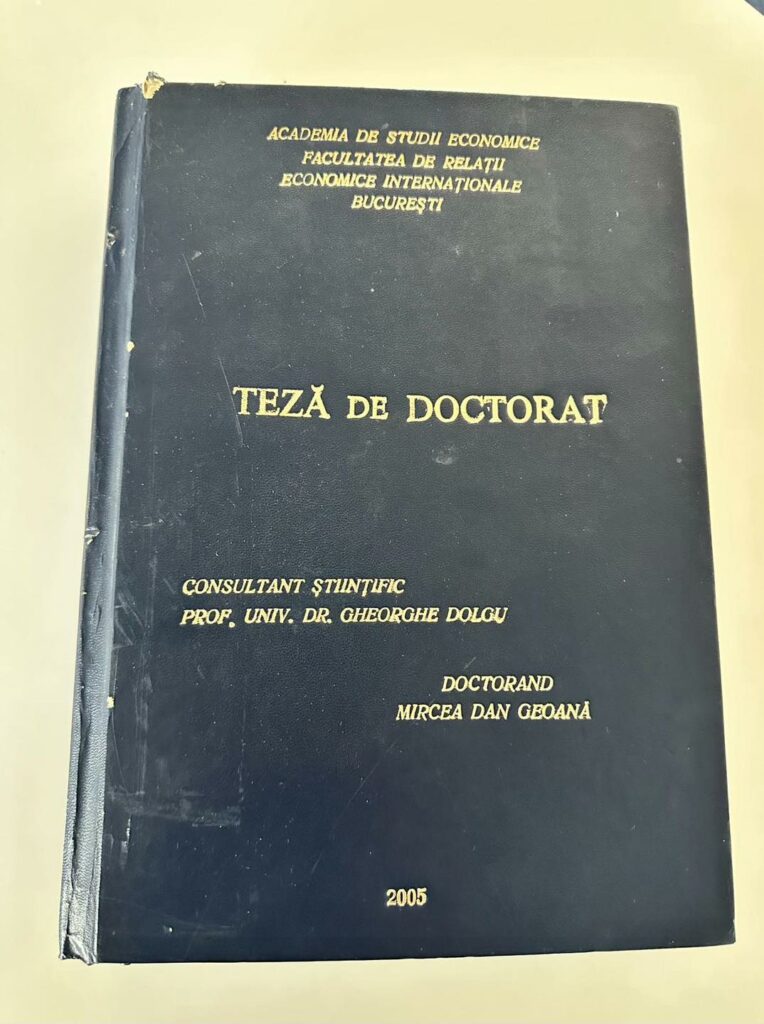 ACADEMIA DE STUDII ECONOMICE
FACULTATEA DE RELAȚII
ECONOMICE INTERNAȚIONALE
BUCUREȘTI
TEZĂ DE DOCTORAT
CONSULTANT ȘTIINȚIFIC
PROF. UNIV. DR. GHEORGHE DOLGU
DOCTORAND
MIRCEA DAN GEOANĂ
2005